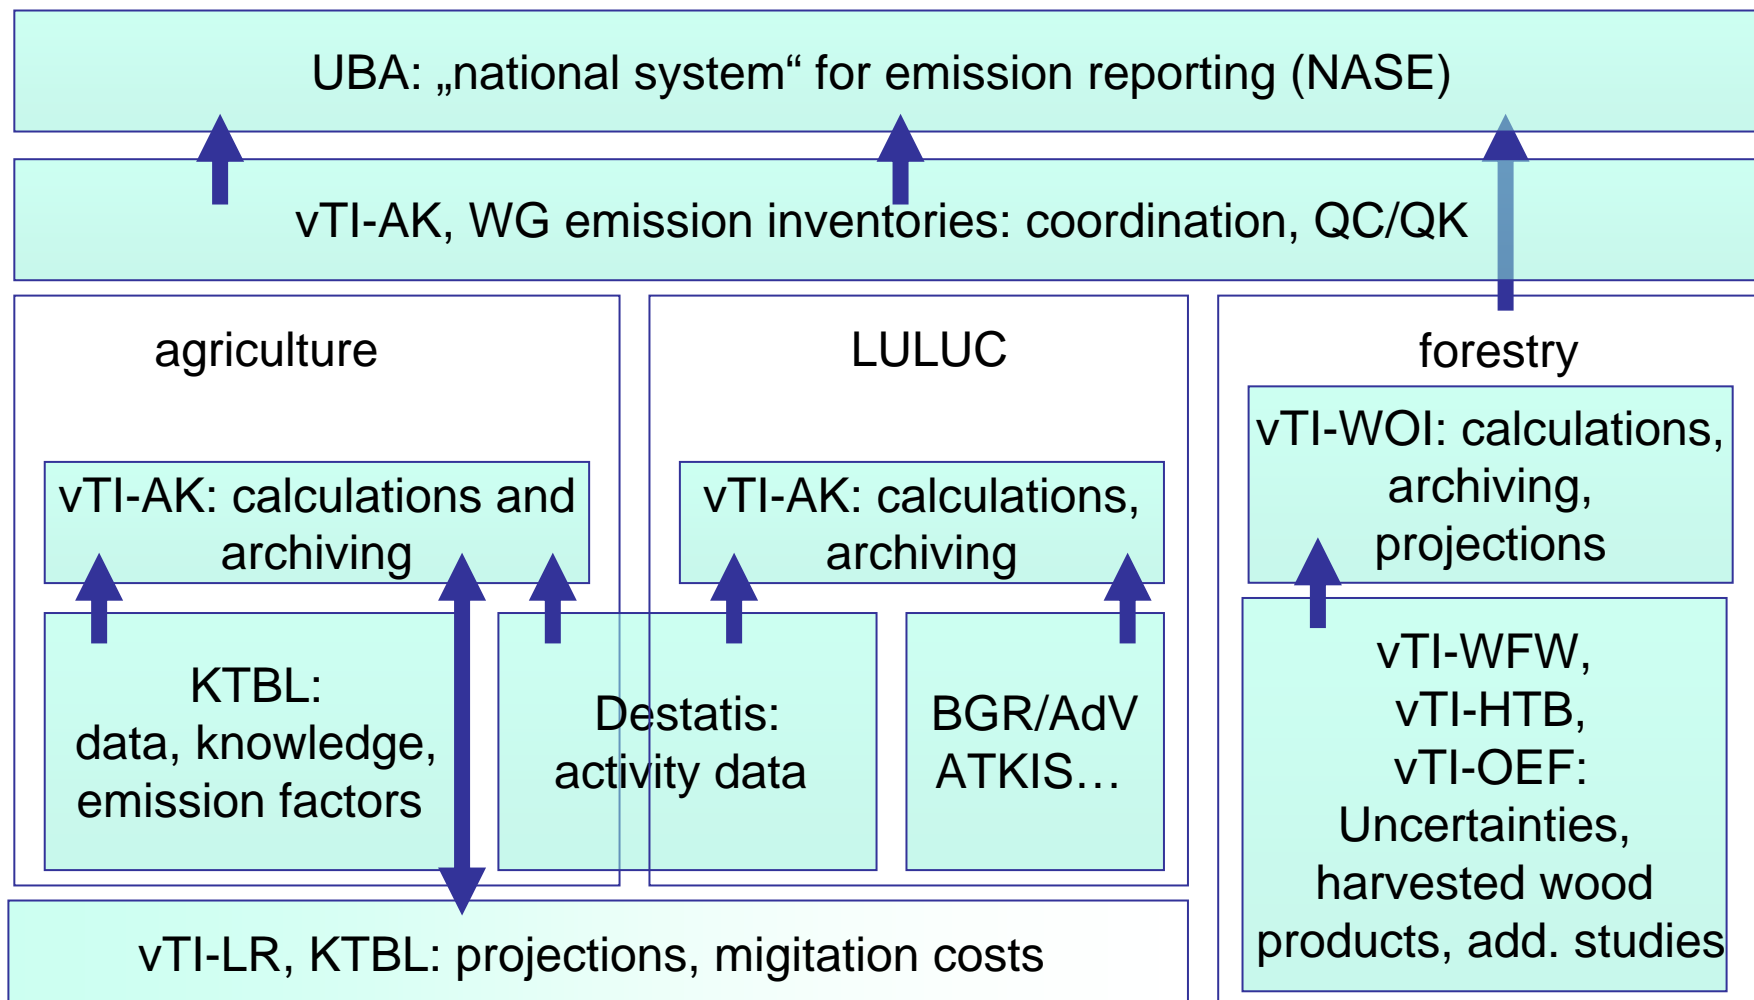 UBA: „national system“ for emission reporting (NASE)
vTI-AK, WG emission inventories: coordination, QC/QK
agriculture
vTI-AK: calculations and
archiving
KTBL:
data, knowledge,
emission factors
Destatis:
activity data
LULUC
vTI-AK: calculations,
archiving
BGR/AdV
ATKIS…
forestry
vTI-WOI: calculations,
archiving,
projections
vTI-WFW,
vTI-HTB,
vTI-OEF:
Uncertainties,
harvested wood
products, add. studies
vTI-LR, KTBL: projections, migitation costs